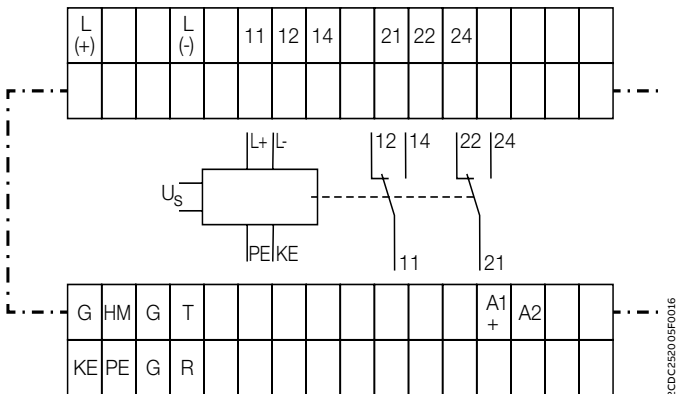 L (+) L (-) 11 12 14 21 22 24
L+ L- 12 14 22 24
U_S
PE KE 11 21
G HM G T A1 + A2
KE PE G R
2CDC252005F0016